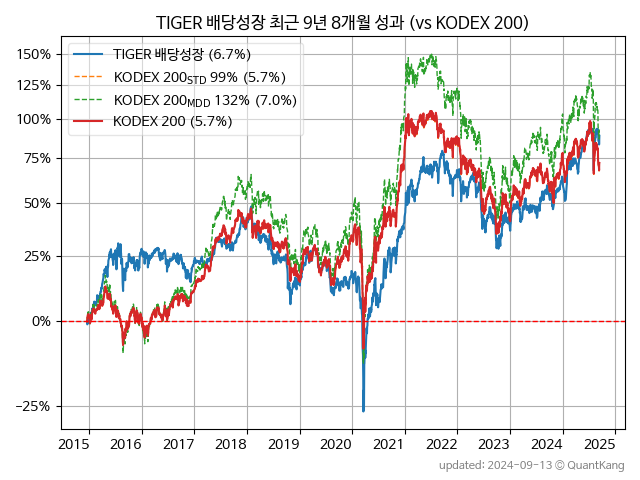 TIGER 배당성장 최근 9년 8개월 성과 (vs KODEX 200)
TIGER 배당성장 (6.7%)
KODEX 200STD 99% (5.7%)
KODEX 200MDD 132% (7.0%)
KODEX 200 (5.7%)
150%
125%
100%
75%
50%
25%
0%
−25%
2015 2016 2017 2018 2019 2020 2021 2022 2023 2024 2025
updated: 2024-09-13 © QuantKang